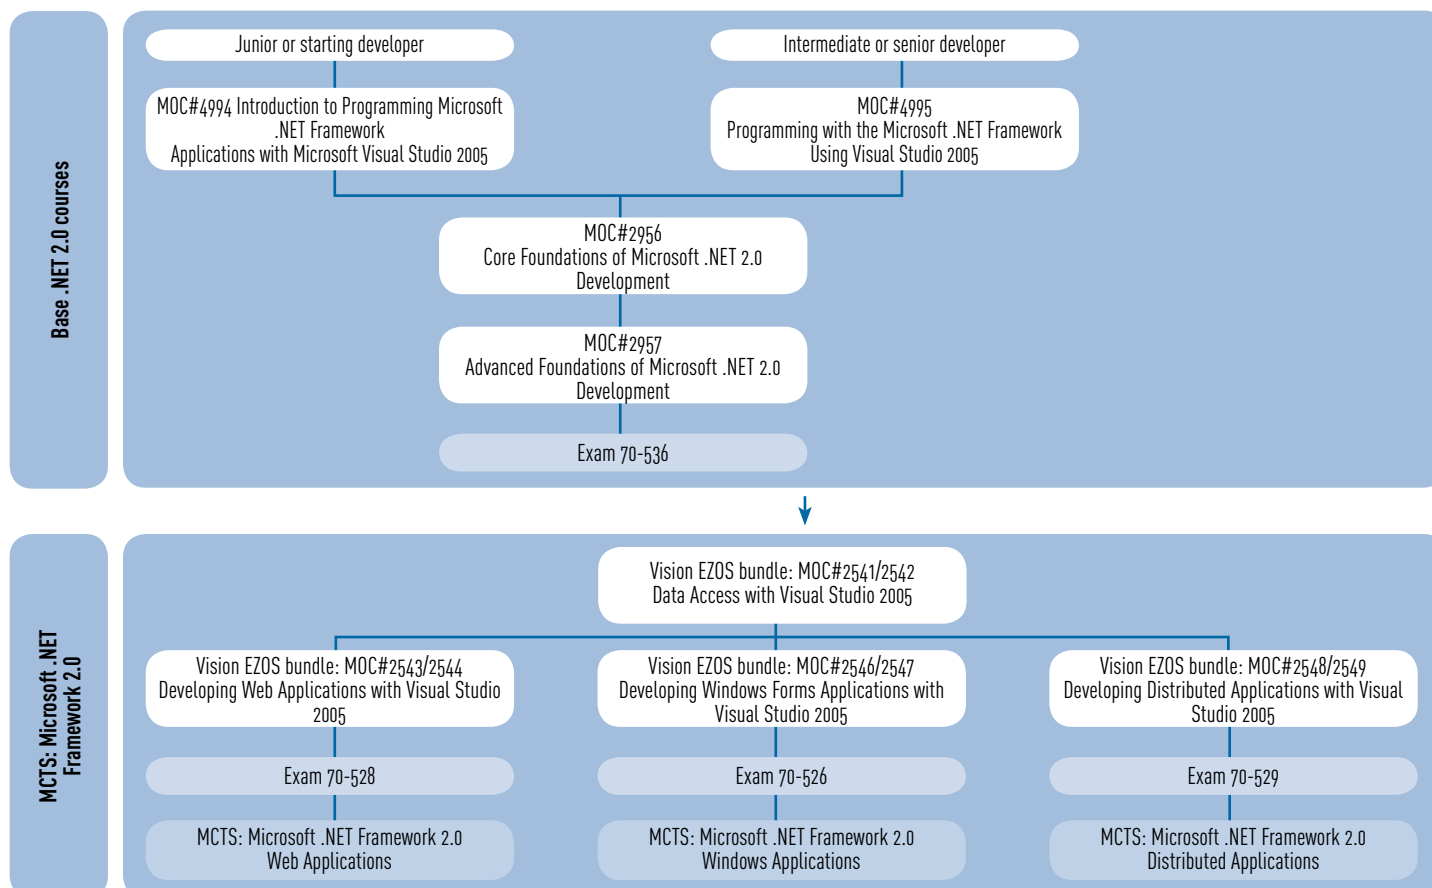 Base .NET 2.0 courses
Junior or starting developer
Intermediate or senior developer
MOC#4994 Introduction to Programming Microsoft
.NET Framework
Applications with Microsoft Visual Studio 2005
MOC#4995
Programming with the Microsoft .NET Framework
Using Visual Studio 2005
MOC#2956
Core Foundations of Microsoft .NET 2.0
Development
MOC#2957
Advanced Foundations of Microsoft .NET 2.0
Development
Exam 70-536
MCTS: Microsoft .NET
Framework 2.0
Vision EZOS bundle: MOC#2541/2542
Data Access with Visual Studio 2005
Vision EZOS bundle: MOC#2543/2544
Developing Web Applications with Visual Studio
2005
Vision EZOS bundle: MOC#2546/2547
Developing Windows Forms Applications with
Visual Studio 2005
Vision EZOS bundle: MOC#2548/2549
Developing Distributed Applications with Visual
Studio 2005
Exam 70-528
Exam 70-526
Exam 70-529
MCTS: Microsoft .NET Framework 2.0
Web Applications
MCTS: Microsoft .NET Framework 2.0
Windows Applications
MCTS: Microsoft .NET Framework 2.0
Distributed Applications